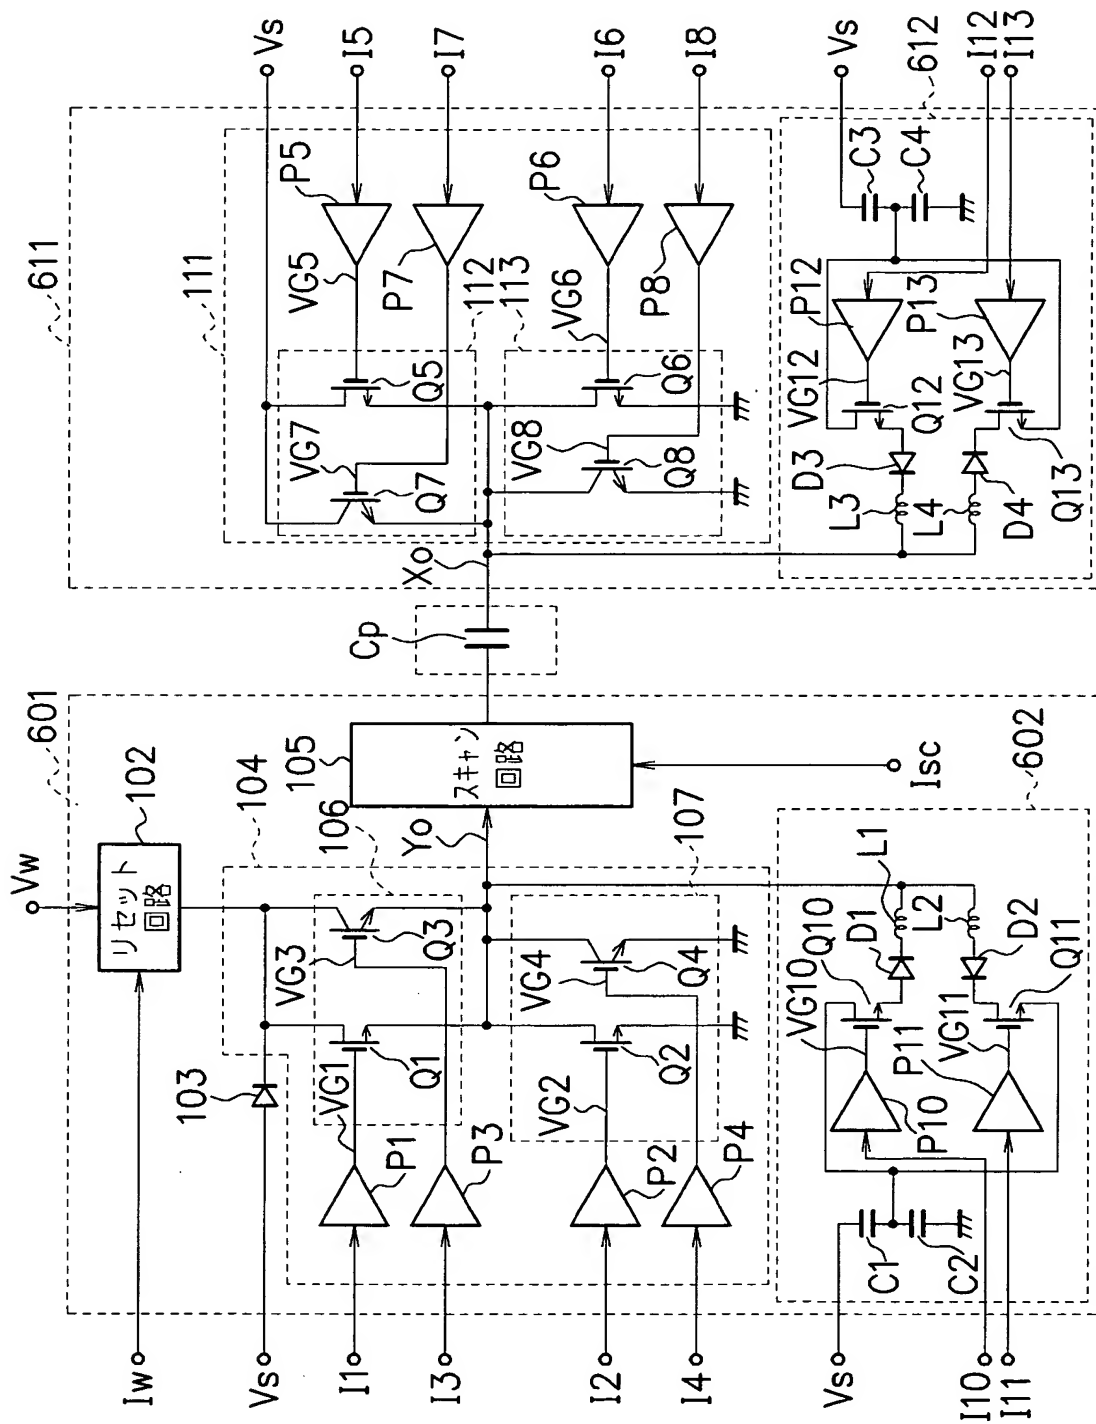 Vw
Iw
リセット
回路
102
601
Vs
103
104
I1
VG1
P1
Q1
VG3
Q3
106
I3
P3
I2
VG2
P2
Q2
VG4
Q4
107
I4
P4
Yo
スキャン
回路
105
Isc
Vs
C1
C2
I10
I11
P10
P11
VG10
VG11
Q10
Q11
D1
D2
L1
L2
602
Cp
Xo
611
111
Vs
I5
P5
VG5
Q5
VG7
Q7
I7
P7
112
113
I6
P6
VG6
Q6
VG8
Q8
I8
P8
Vs
C3
C4
612
I12
I13
P12
P13
VG12
VG13
Q12
Q13
D3
D4
L3
L4